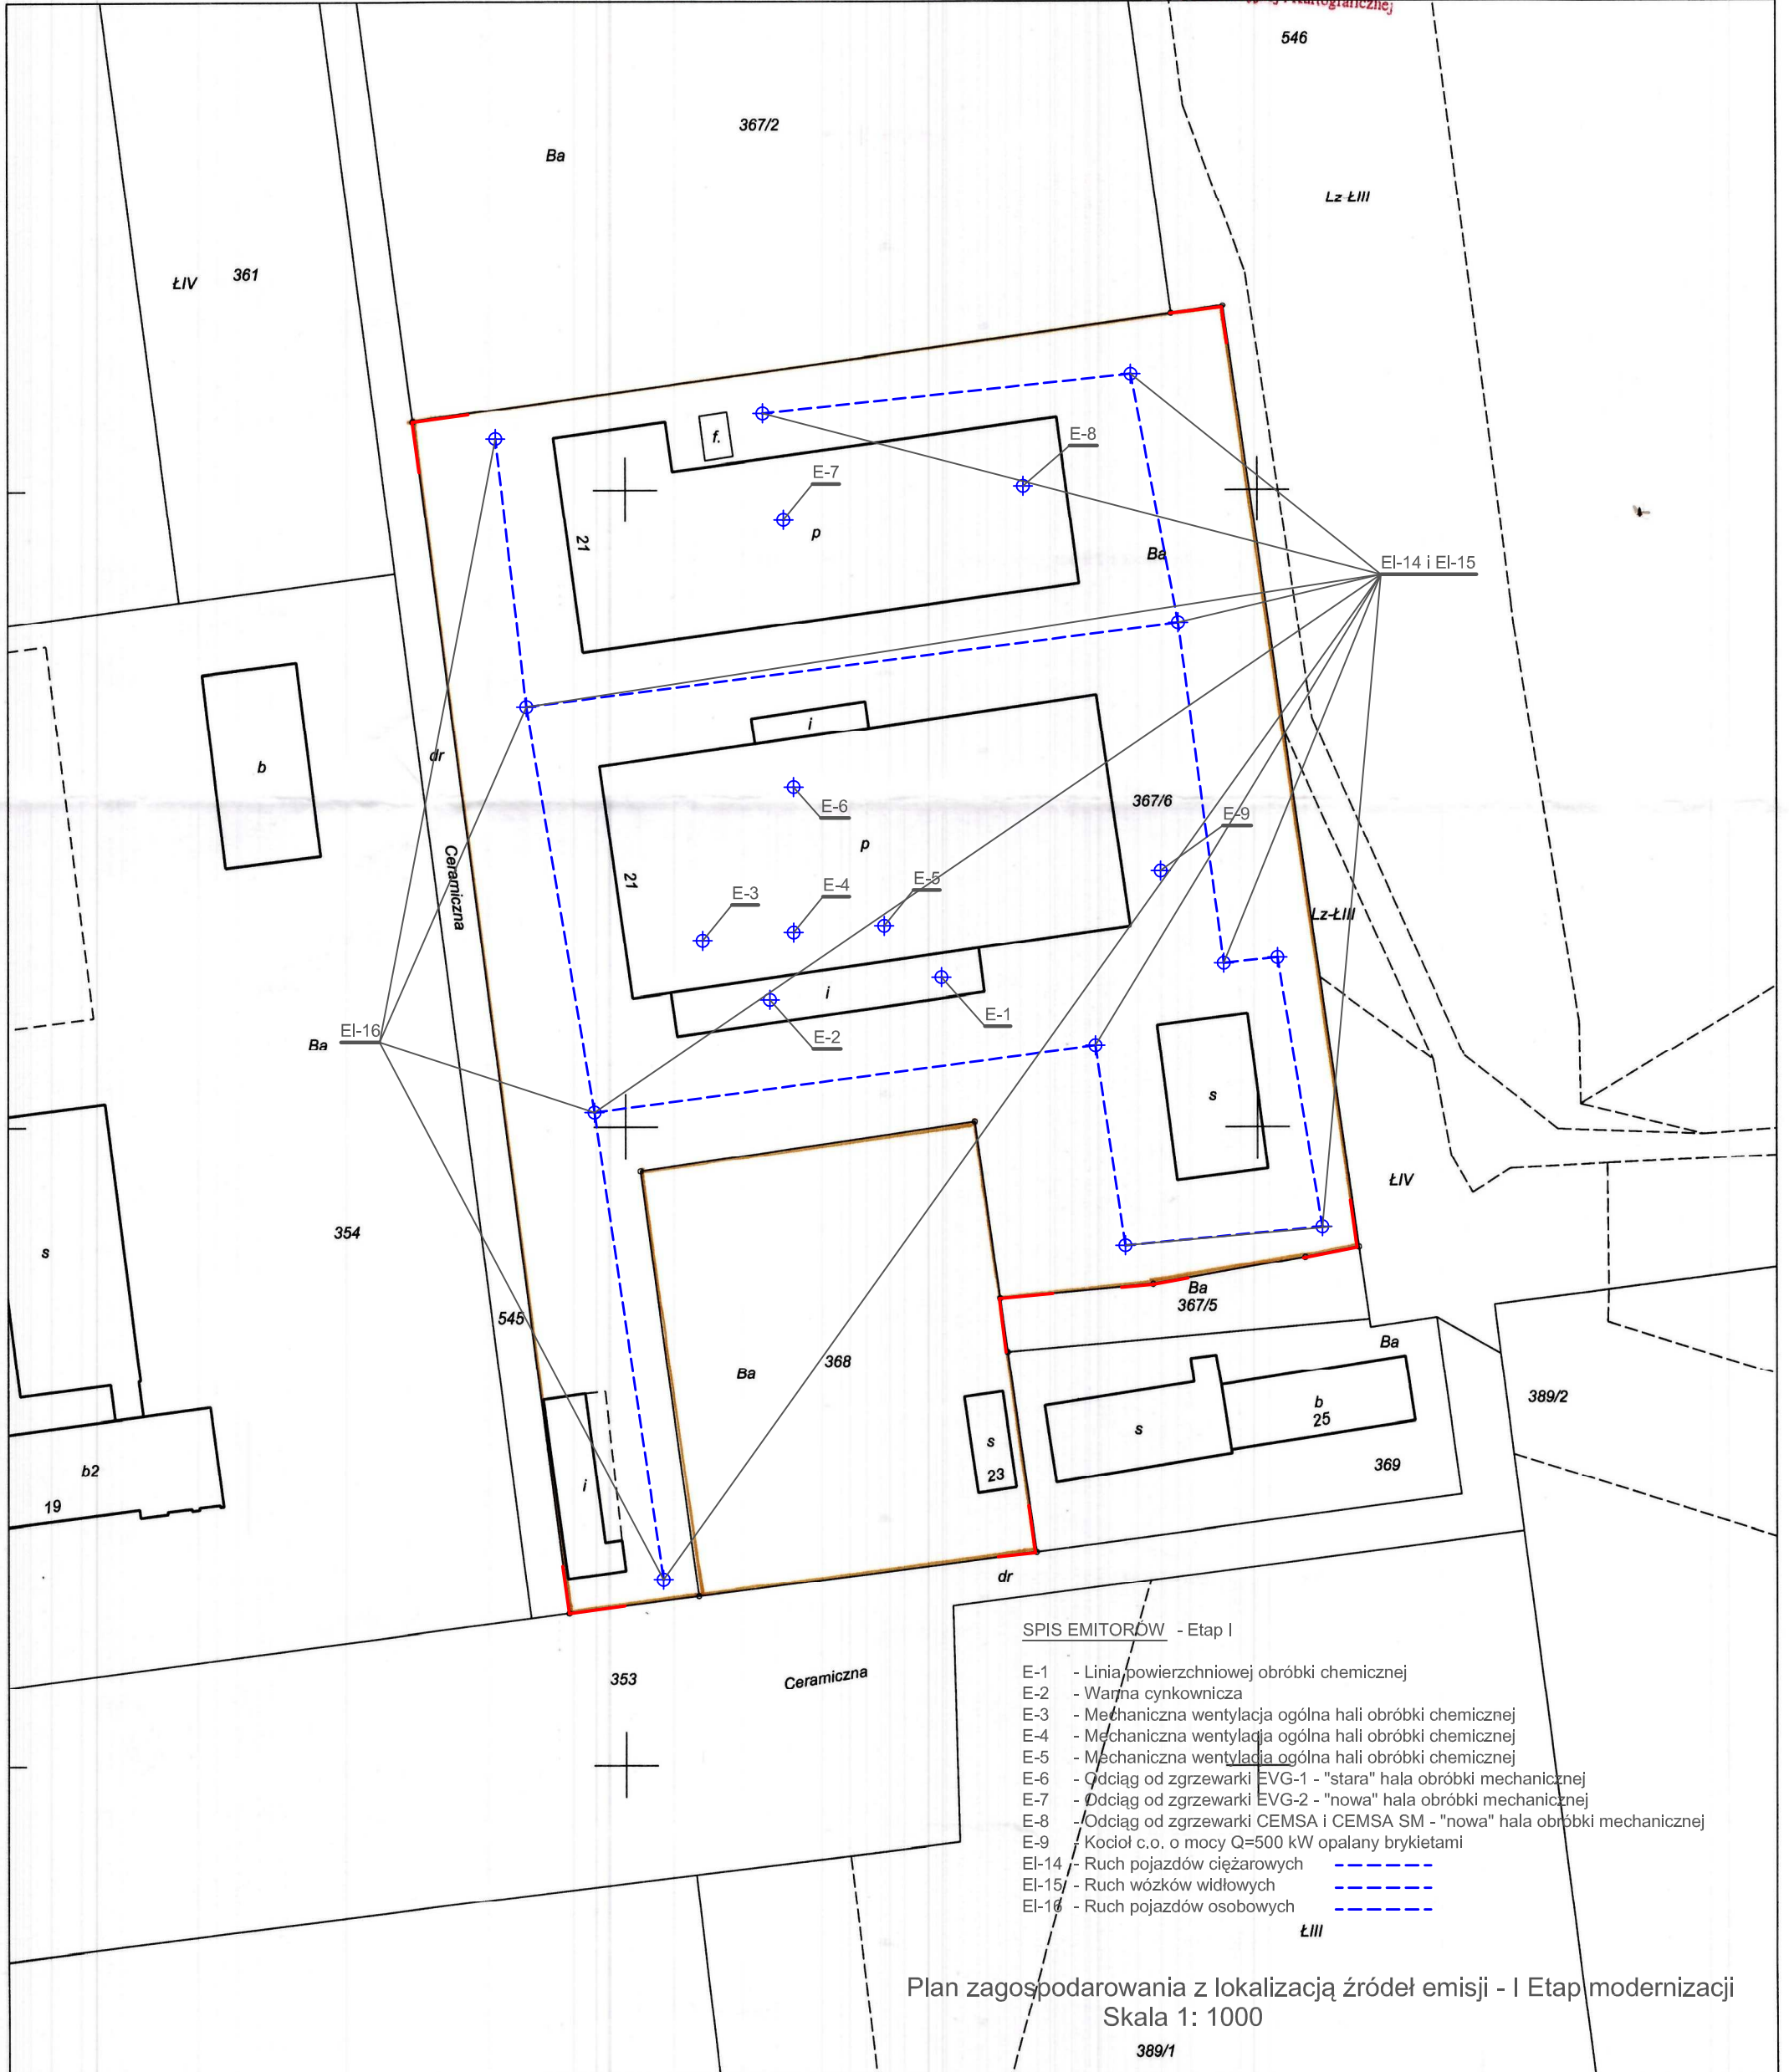 546
367/2
Ba
Lz-ŁIII
ŁIV
361
f.
E-8
E-7
p
21
Ba
El-14 i El-15
i
b
dr
E-6
367/6
E-9
p
21
Ceramiczna
E-3
E-4
E-5
Lz-ŁIII
i
E-1
E-2
Ba
El-16
s
ŁIV
354
s
Ba
367/5
545
Ba
368
Ba
389/2
b
25
s
s
23
369
b2
19
i
dr
SPIS EMITORÓW - Etap I
353
Ceramiczna
E-1 - Linia powierzchniowej obróbki chemicznej
E-2 - Wanna cynkownicza
E-3 - Mechaniczna wentylacja ogólna hali obróbki chemicznej
E-4 - Mechaniczna wentylacja ogólna hali obróbki chemicznej
E-5 - Mechaniczna wentylacja ogólna hali obróbki chemicznej
E-6 - Odciąg od zgrzewarki EVG-1 - "stara" hala obróbki mechanicznej
E-7 - Odciąg od zgrzewarki EVG-2 - "nowa" hala obróbki mechanicznej
E-8 - Odciąg od zgrzewarki CEMSA i CEMSA SM - "nowa" hala obróbki mechanicznej
E-9 - Kocioł c.o. o mocy Q=500 kW opalany brykietami
El-14 - Ruch pojazdów ciężarowych
El-15 - Ruch wózków widłowych
El-16 - Ruch pojazdów osobowych
ŁIII
Plan zagospodarowania z lokalizacją źródeł emisji - I Etap modernizacji
Skala 1: 1000
389/1